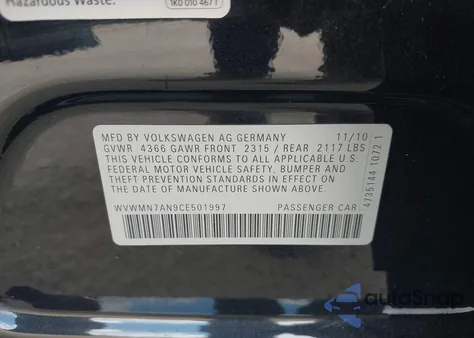 Hazardous Waste.
1K0 010 467 T
MFD BY VOLKSWAGEN AG GERMANY 11/10
GVWR 4366 GAWR FRONT 2315 / REAR 2117 LBS
THIS VEHICLE CONFORMS TO ALL APPLICABLE U.S.
FEDERAL MOTOR VEHICLE SAFETY, BUMPER AND
THEFT PREVENTION STANDARDS IN EFFECT ON THE
DATE OF MANUFACTURE SHOWN ABOVE
WVWMN7AN9CE501997 PASSENGER CAR
4735144 1072 1
autoSnap